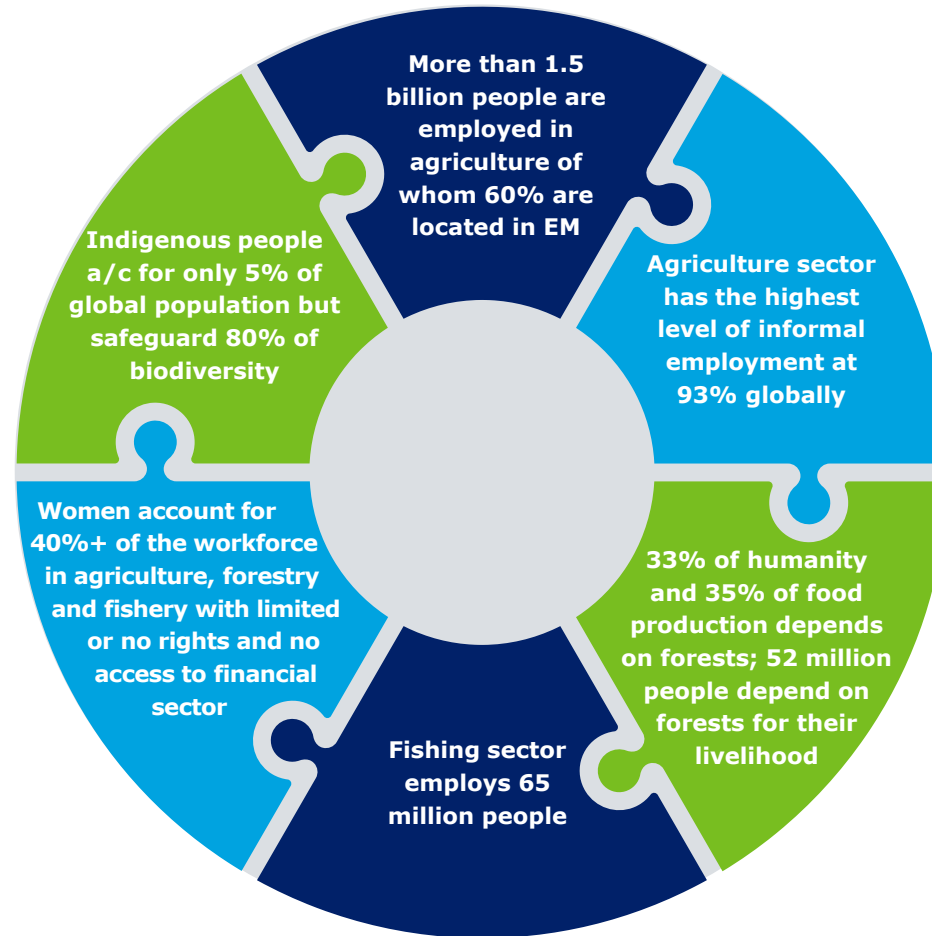 More than 1.5
billion people are
employed in
agriculture of
whom 60% are
located in EM
Agriculture sector
has the highest
level of informal
employment at
93% globally
33% of humanity
and 35% of food
production depends
on forests; 52 million
people depend on
forests for their
livelihood
Fishing sector
employs 65
million people
Women account for
40%+ of the workforce
in agriculture, forestry
and fishery with limited
or no rights and no
access to financial
sector
Indigenous people
a/c for only 5% of
global population but
safeguard 80% of
biodiversity